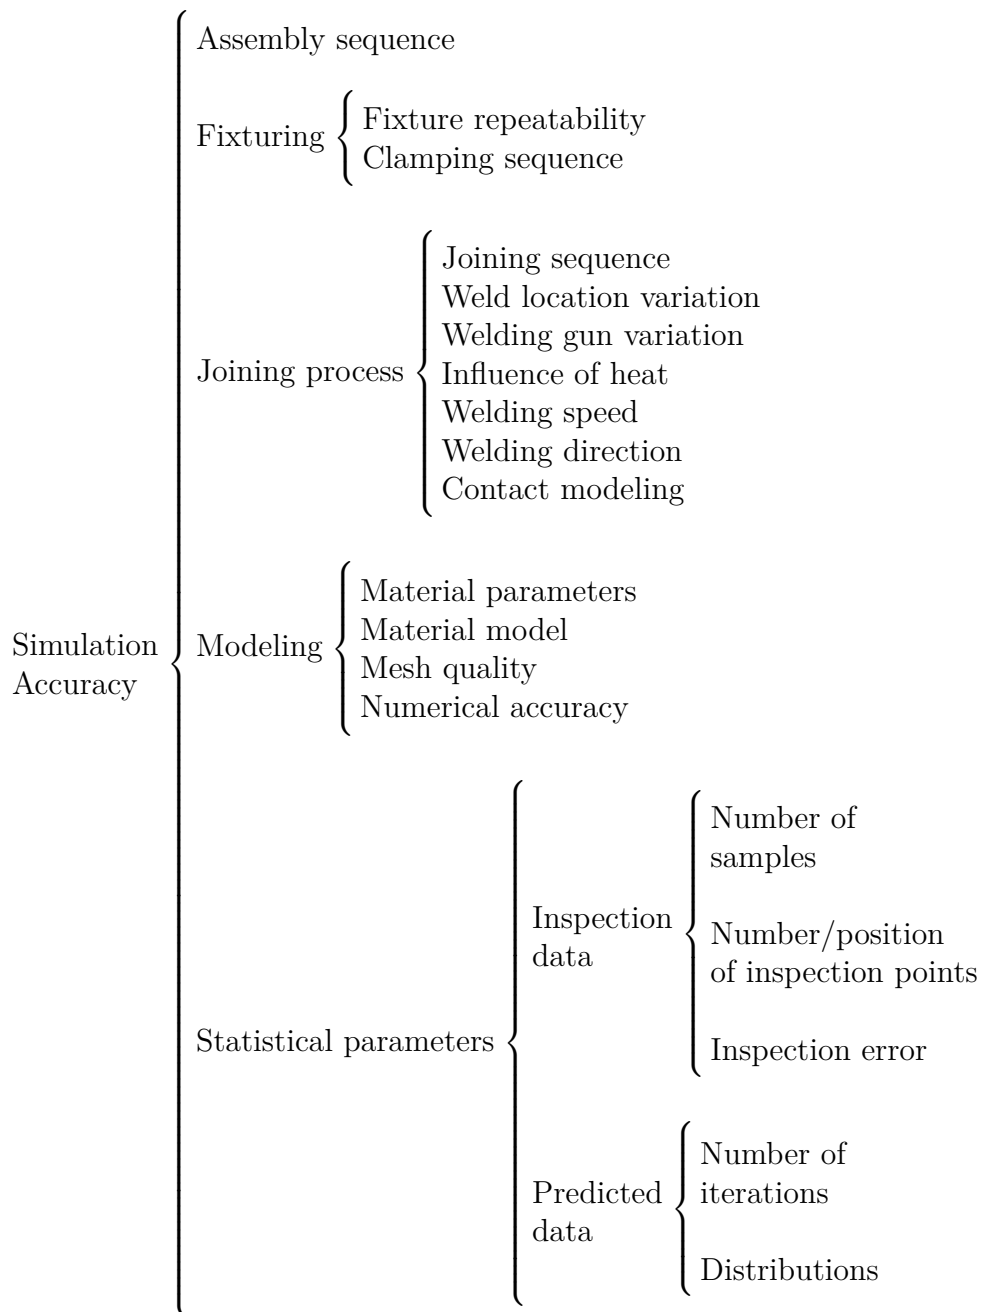 Assembly sequence
Fixturing
Fixture repeatability
Clamping sequence
Joining process
Joining sequence
Weld location variation
Welding gun variation
Influence of heat
Welding speed
Welding direction
Contact modeling
Simulation
Accuracy
Modeling
Material parameters
Material model
Mesh quality
Numerical accuracy
Statistical parameters
Inspection
data
Number of
samples
Number/position
of inspection points
Inspection error
Predicted
data
Number of
iterations
Distributions